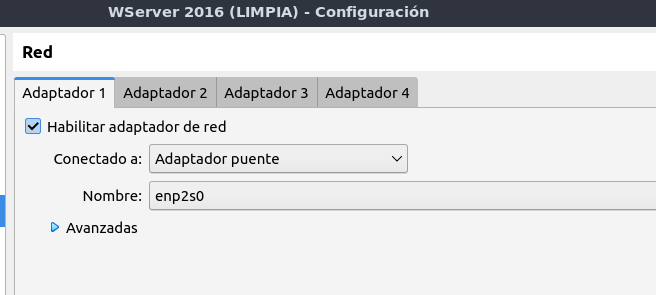 WServer 2016 (LIMPIA) - Configuración
Red
Adaptador 1 Adaptador 2 Adaptador 3 Adaptador 4
Habilitar adaptador de red
Conectado a: Adaptador puente
Nombre: enp2s0
Avanzadas